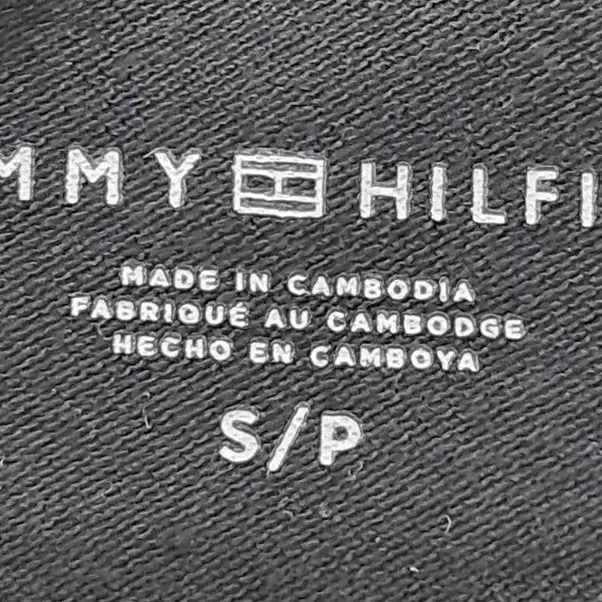 MMY HILFI
MADE IN CAMBODIA
FABRIQUÉ AU CAMBODGE
HECHO EN CAMBOYA
S/P